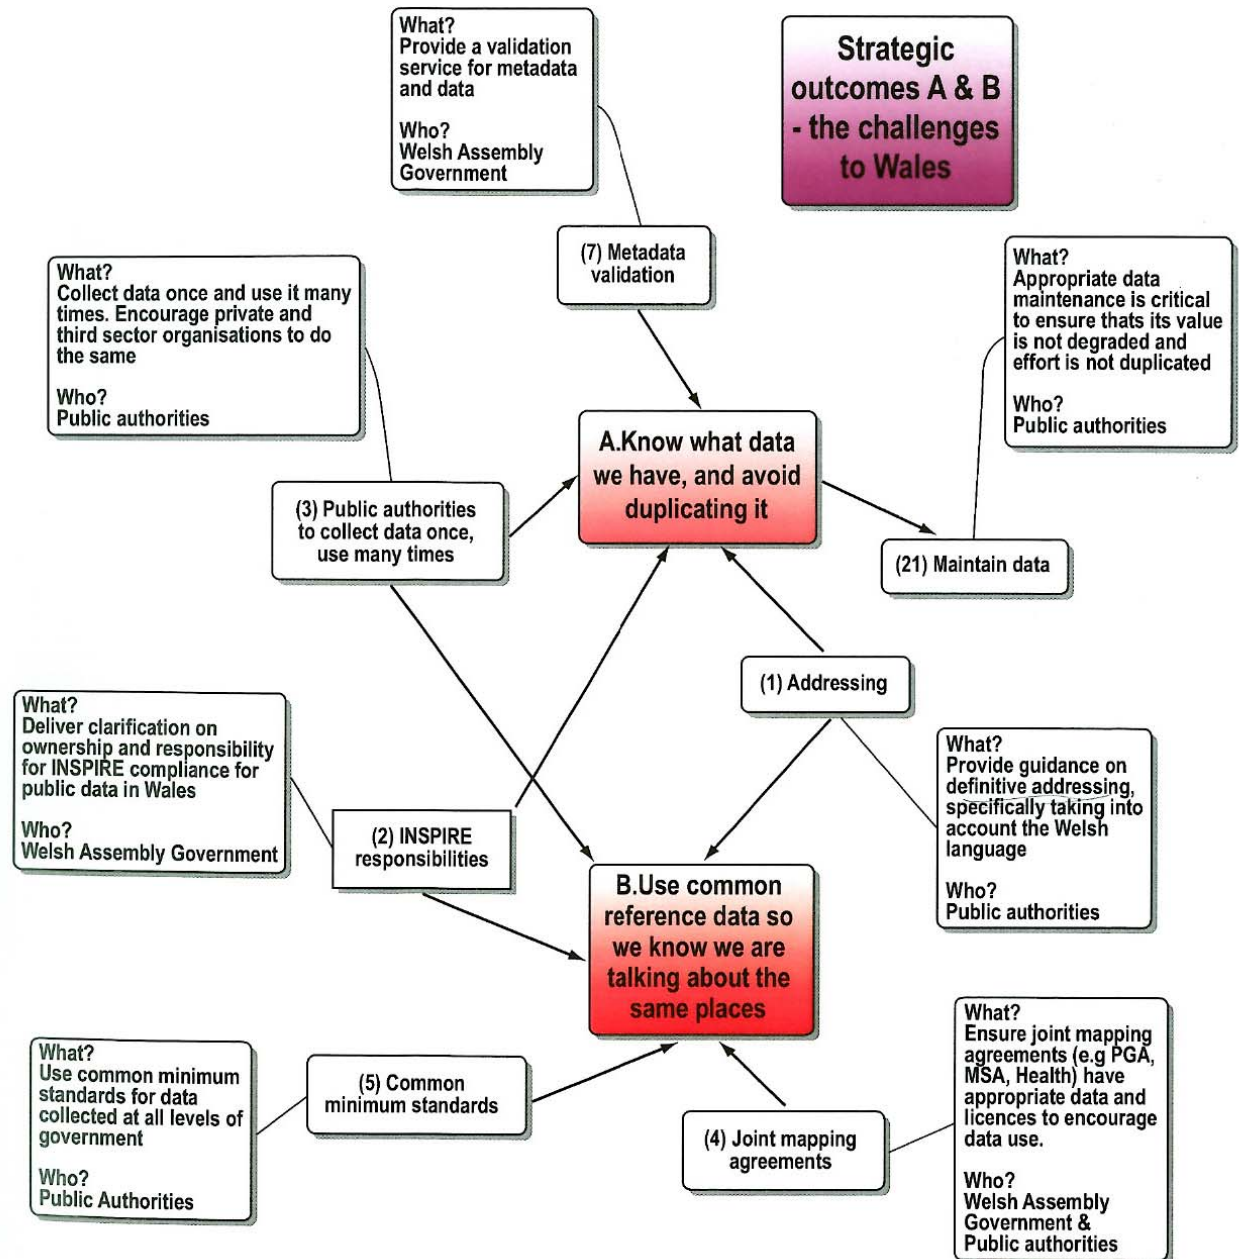 What?
Provide a validation
service for metadata
and data
Who?
Welsh Assembly
Government
Strategic
outcomes A & B
- the challenges
to Wales
(7) Metadata
validation
What?
Collect data once and use it many
times. Encourage private and
third sector organisations to do
the same
Who?
Public authorities
What?
Appropriate data
maintenance is critical
to ensure thats its value
is not degraded and
effort is not duplicated
Who?
Public authorities
A.Know what data
we have, and avoid
duplicating it
(3) Public authorities
to collect data once,
use many times
(21) Maintain data
(1) Addressing
What?
Deliver clarification on
ownership and responsibility
for INSPIRE compliance for
public data in Wales
Who?
Welsh Assembly Government
(2) INSPIRE
responsibilities
What?
Provide guidance on
definitive addressing,
specifically taking into
account the Welsh
language
Who?
Public authorities
B.Use common
reference data so
we know we are
talking about the
same places
What?
Use common minimum
standards for data
collected at all levels of
government
Who?
Public Authorities
(5) Common
minimum standards
(4) Joint mapping
agreements
What?
Ensure joint mapping
agreements (e.g PGA,
MSA, Health) have
appropriate data and
licences to encourage
data use.
Who?
Welsh Assembly
Government &
Public authorities